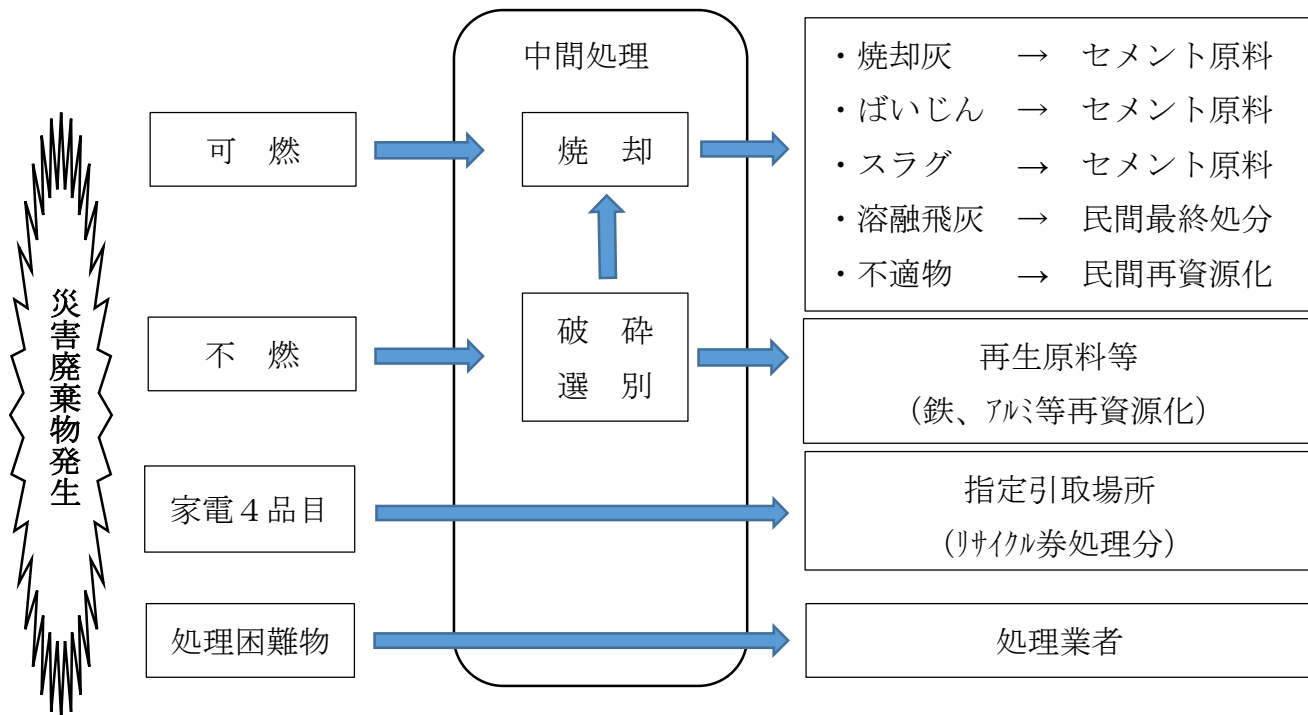 災害廃棄物発生
中間処理
可 燃
焼 却
・焼却灰 → セメント原料
・ばいじん → セメント原料
・スラグ → セメント原料
・溶融飛灰 → 民間最終処分
・不適物 → 民間再資源化
不 燃
破 砕
選 別
再生原料等
（鉄、ｱﾙﾐ等再資源化）
家電４品目
指定引取場所
（ﾘｻｲｸﾙ券処理分）
処理困難物
処理業者